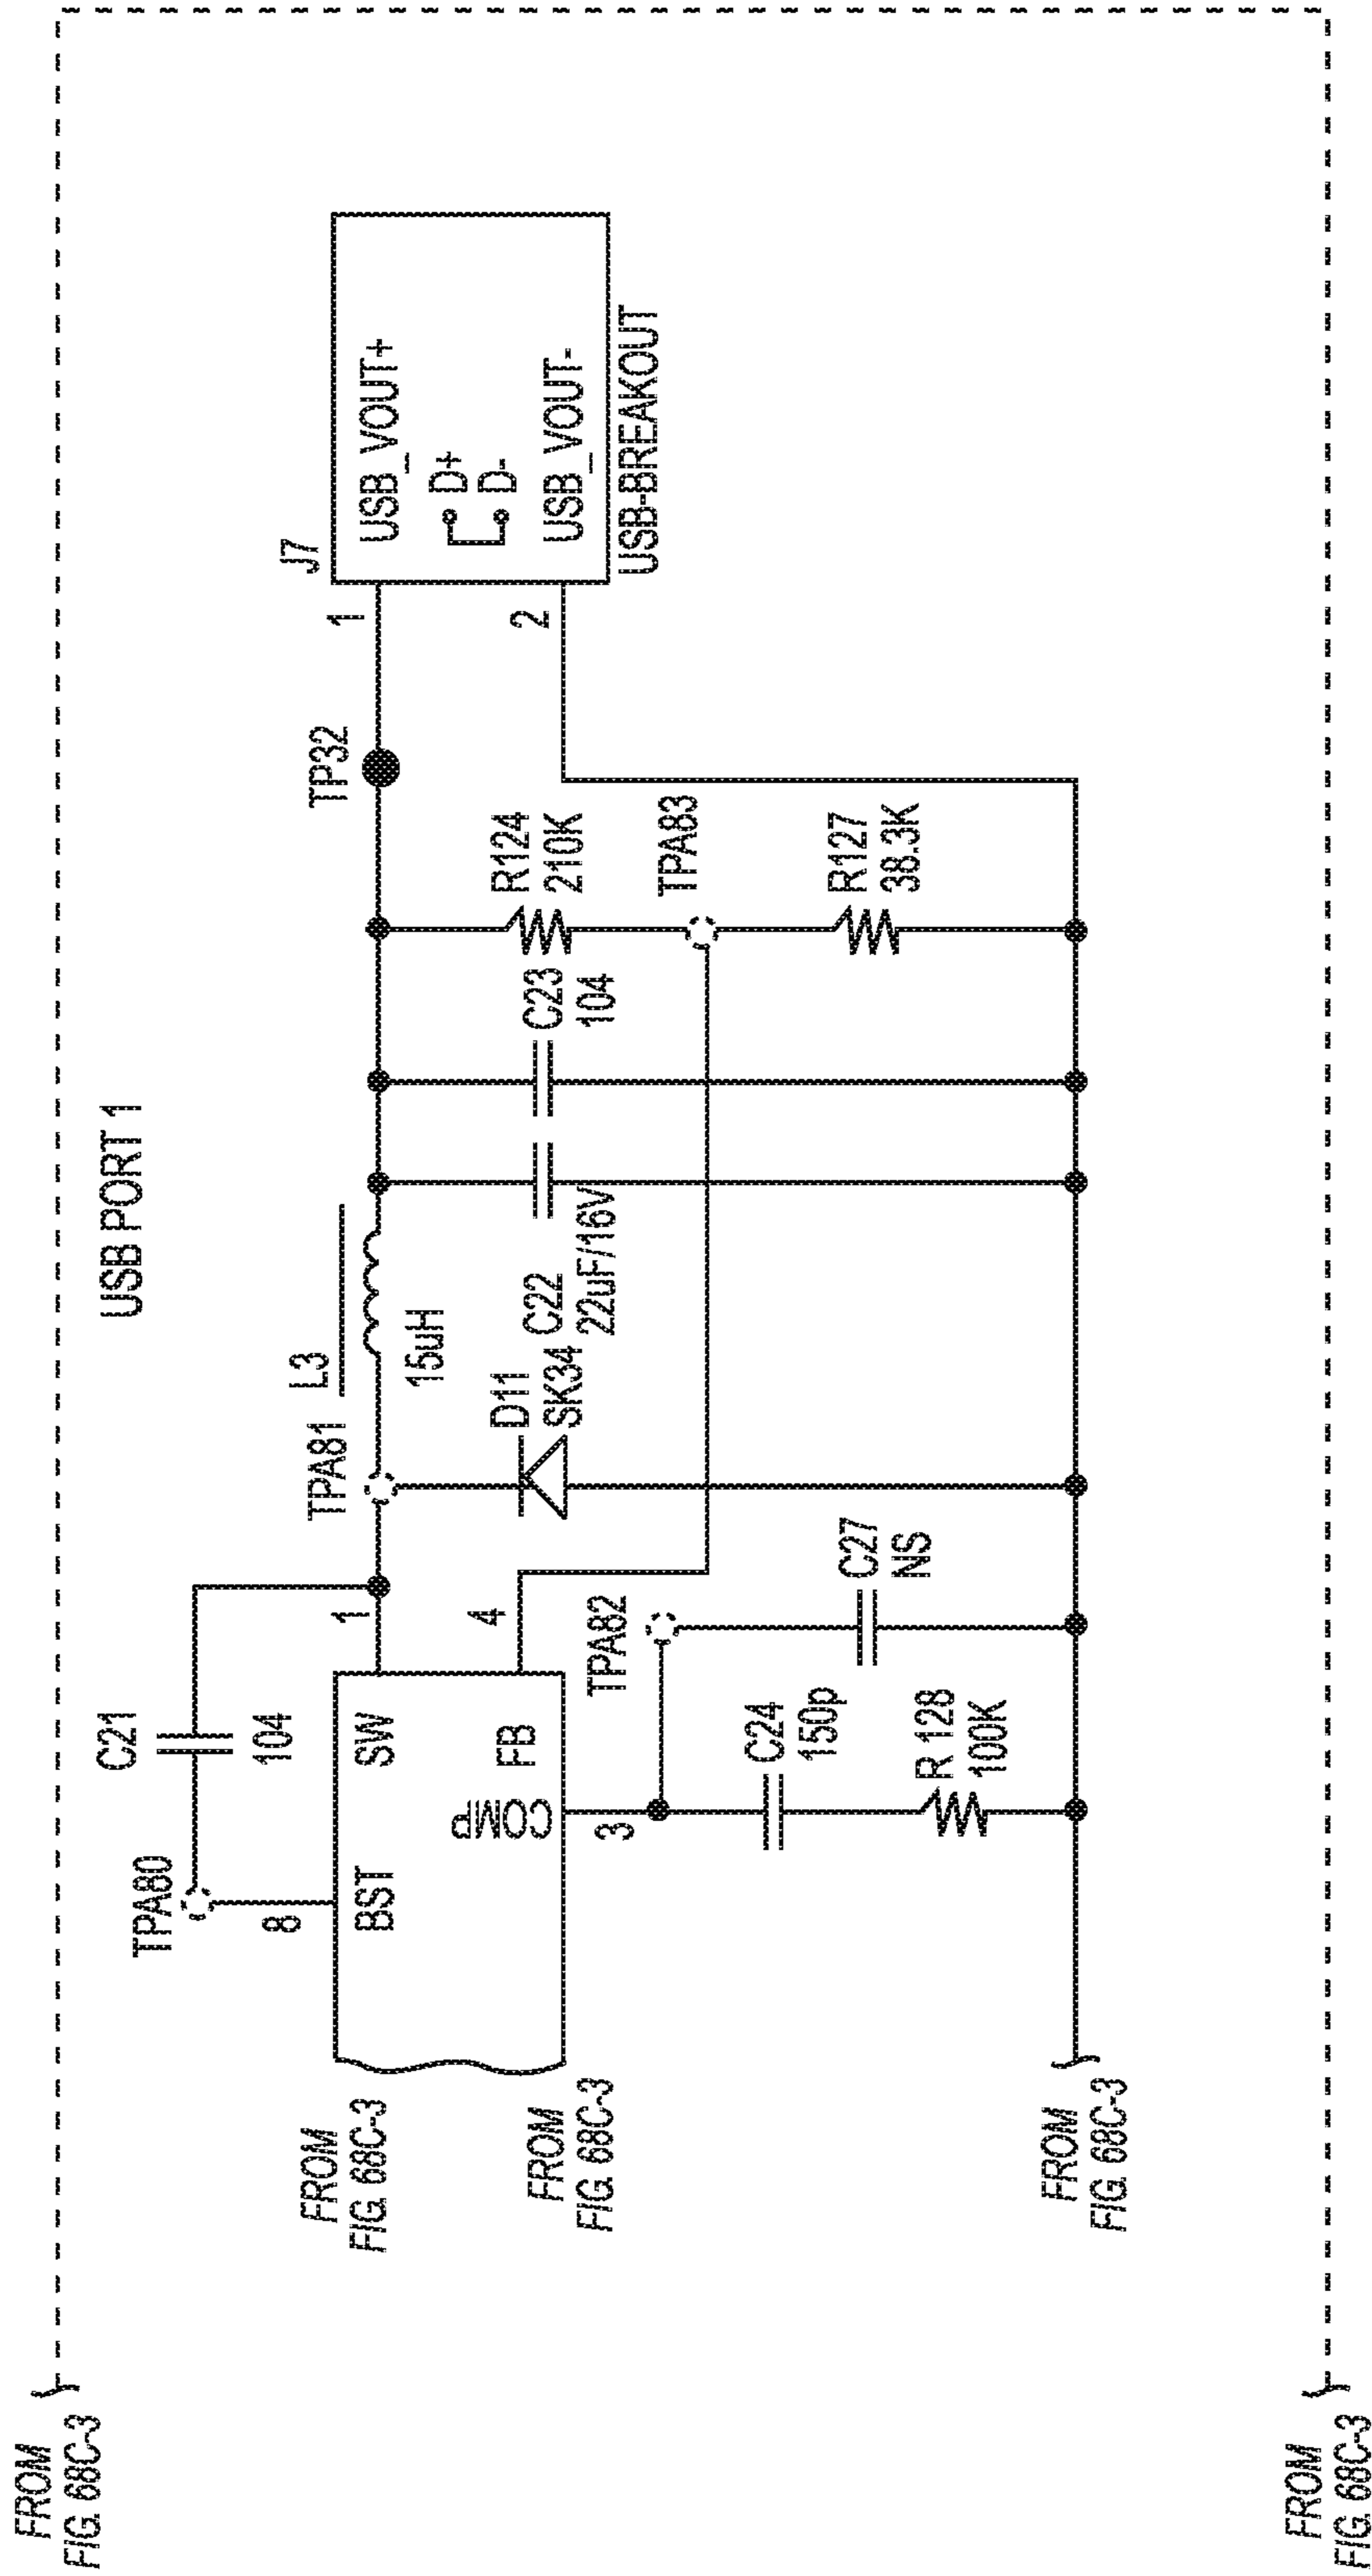 FROM
FIG. 68C-3
USB PORT 1
C21
104
TPA80
8
BST
SW
1
COMP
FB
4
3
TPA81
L3
15uH
D11
SK34
C22
22uF/16V
C23
104
R124
210K
TPA83
R127
38.3K
TP32
J7
1
USB_VOUT+
D+
D-
2
USB_VOUT-
USB-BREAKOUT
TPA82
C24
150p
R 128
100K
C27
NS
FROM
FIG. 68C-3
FROM
FIG. 68C-3
FROM
FIG. 68C-3
FROM
FIG. 68C-3